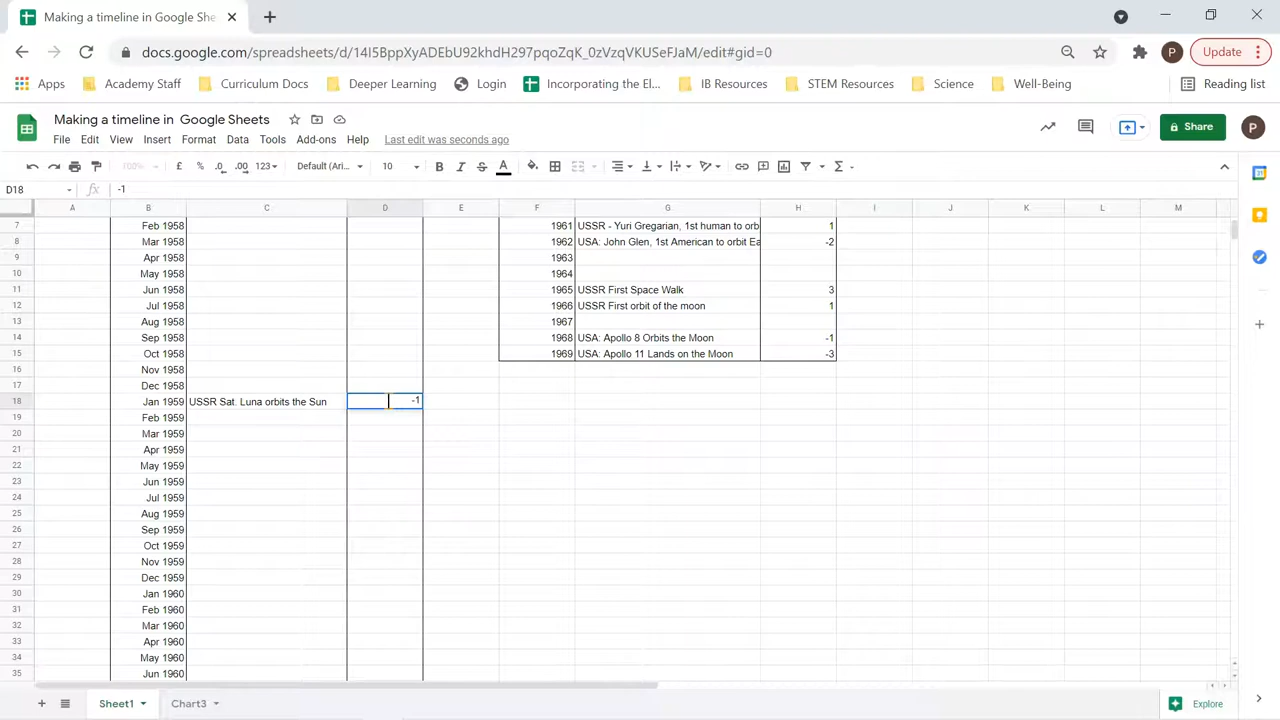 Making a timeline in Google She
docs.google.com/spreadsheets/d/14I5BppXyADEbU92khdH297pqoZqK_0zVzqVKUSeFJaM/edit#gid=0
P
Update
Apps
Academy Staff
Curriculum Docs
Deeper Learning
Login
Incorporating the El...
IB Resources
STEM Resources
Science
Well-Being
Reading list
Making a timeline in Google Sheets
Share
P
File Edit View Insert Format Data Tools Add-ons Help Last edit was seconds ago
100% £ % .0 .00 123 Default (Ari... 10 B I S A Σ
D18 fx -1
A B C D E F G H I J K L M
7 Feb 1958 1961 USSR - Yuri Gregarian, 1st human to orb 1
8 Mar 1958 1962 USA: John Glen, 1st American to orbit Ea -2
9 Apr 1958 1963
10 May 1958 1964
11 Jun 1958 1965 USSR First Space Walk 3
12 Jul 1958 1966 USSR First orbit of the moon 1
13 Aug 1958 1967
14 Sep 1958 1968 USA: Apollo 8 Orbits the Moon -1
15 Oct 1958 1969 USA: Apollo 11 Lands on the Moon -3
16 Nov 1958
17 Dec 1958
18 Jan 1959 USSR Sat. Luna orbits the Sun -1
19 Feb 1959
20 Mar 1959
21 Apr 1959
22 May 1959
23 Jun 1959
24 Jul 1959
25 Aug 1959
26 Sep 1959
27 Oct 1959
28 Nov 1959
29 Dec 1959
30 Jan 1960
31 Feb 1960
32 Mar 1960
33 Apr 1960
34 May 1960
35 Jun 1960
Sheet1
Chart3
Explore